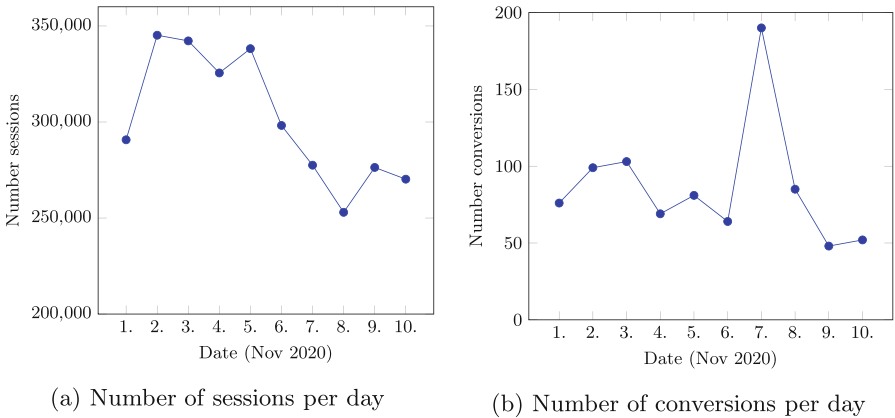 350,000
300,000
250,000
200,000
Number sessions
1. 2. 3. 4. 5. 6. 7. 8. 9. 10.
Date (Nov 2020)
(a) Number of sessions per day
200
150
100
50
0
Number conversions
1. 2. 3. 4. 5. 6. 7. 8. 9. 10.
Date (Nov 2020)
(b) Number of conversions per day